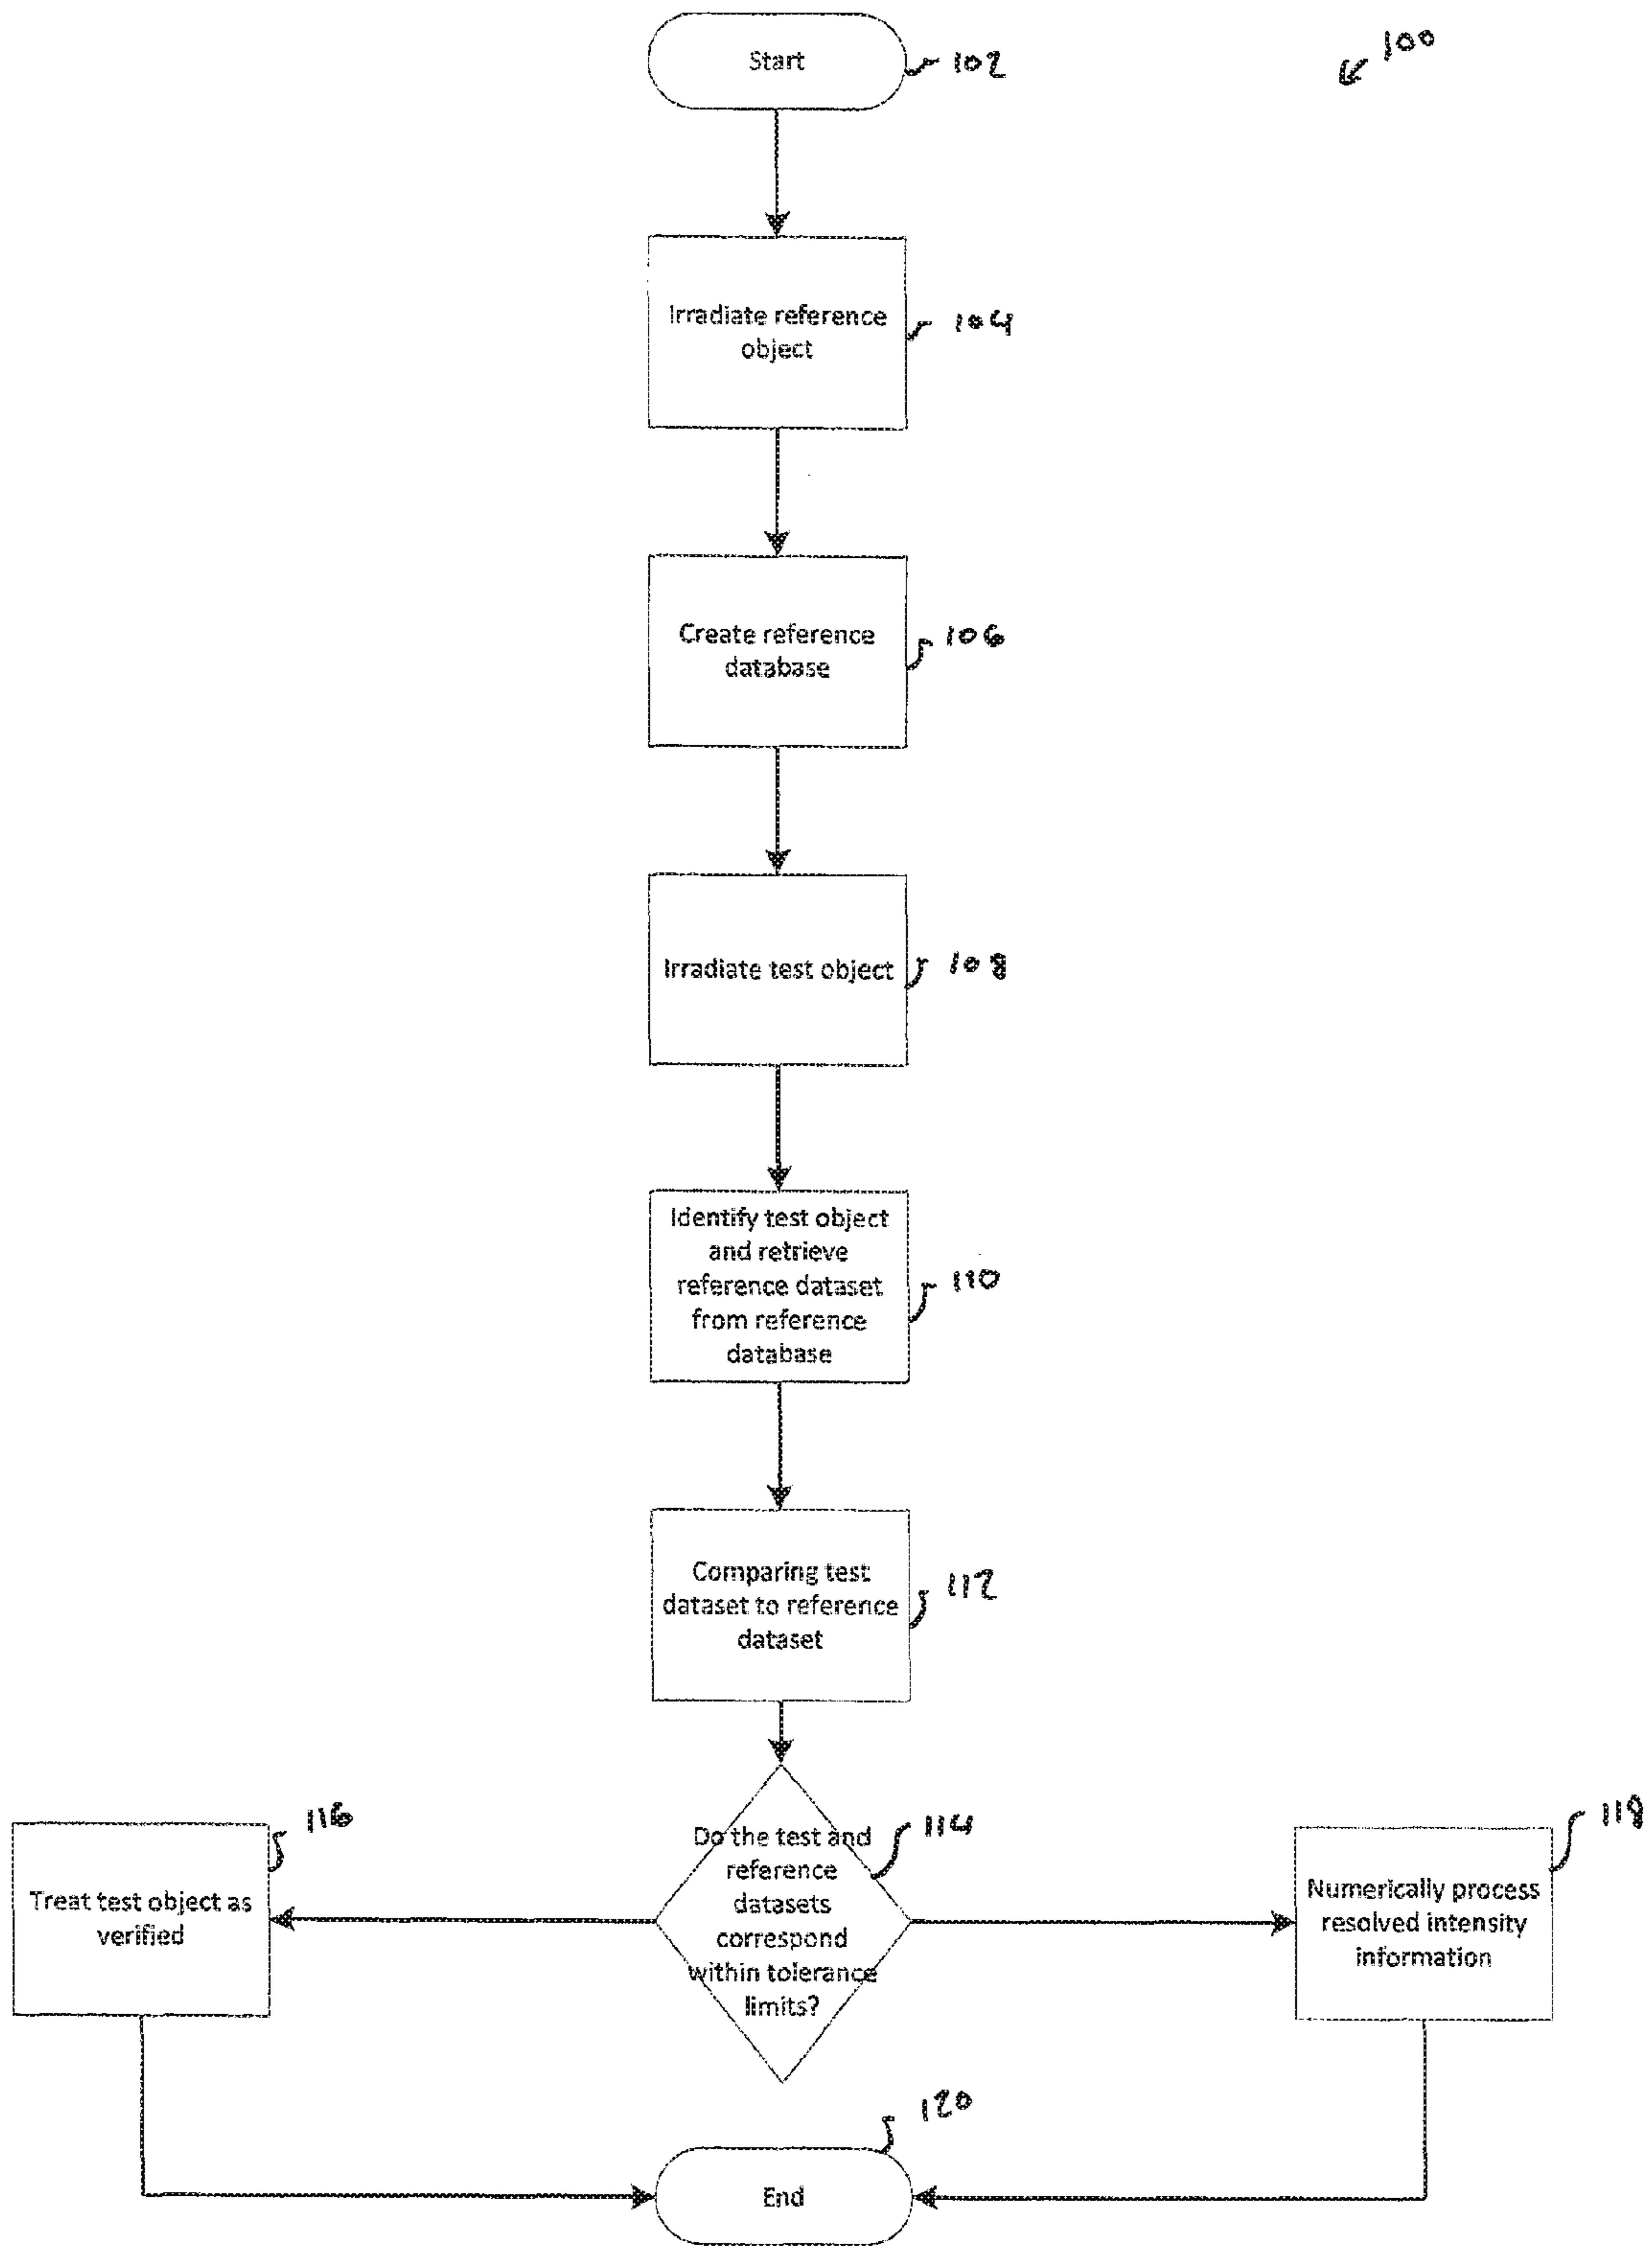 Start
102
100
Irradiate reference
object
104
Create reference
database
106
Irradiate test object
108
Identify test object
and retrieve
reference dataset
from reference
database
110
Comparing test
dataset to reference
dataset
112
Do the test and
reference
datasets
correspond
within tolerance
limits?
114
Treat test object as
verified
116
Numerically process
resolved intensity
information
118
End
120